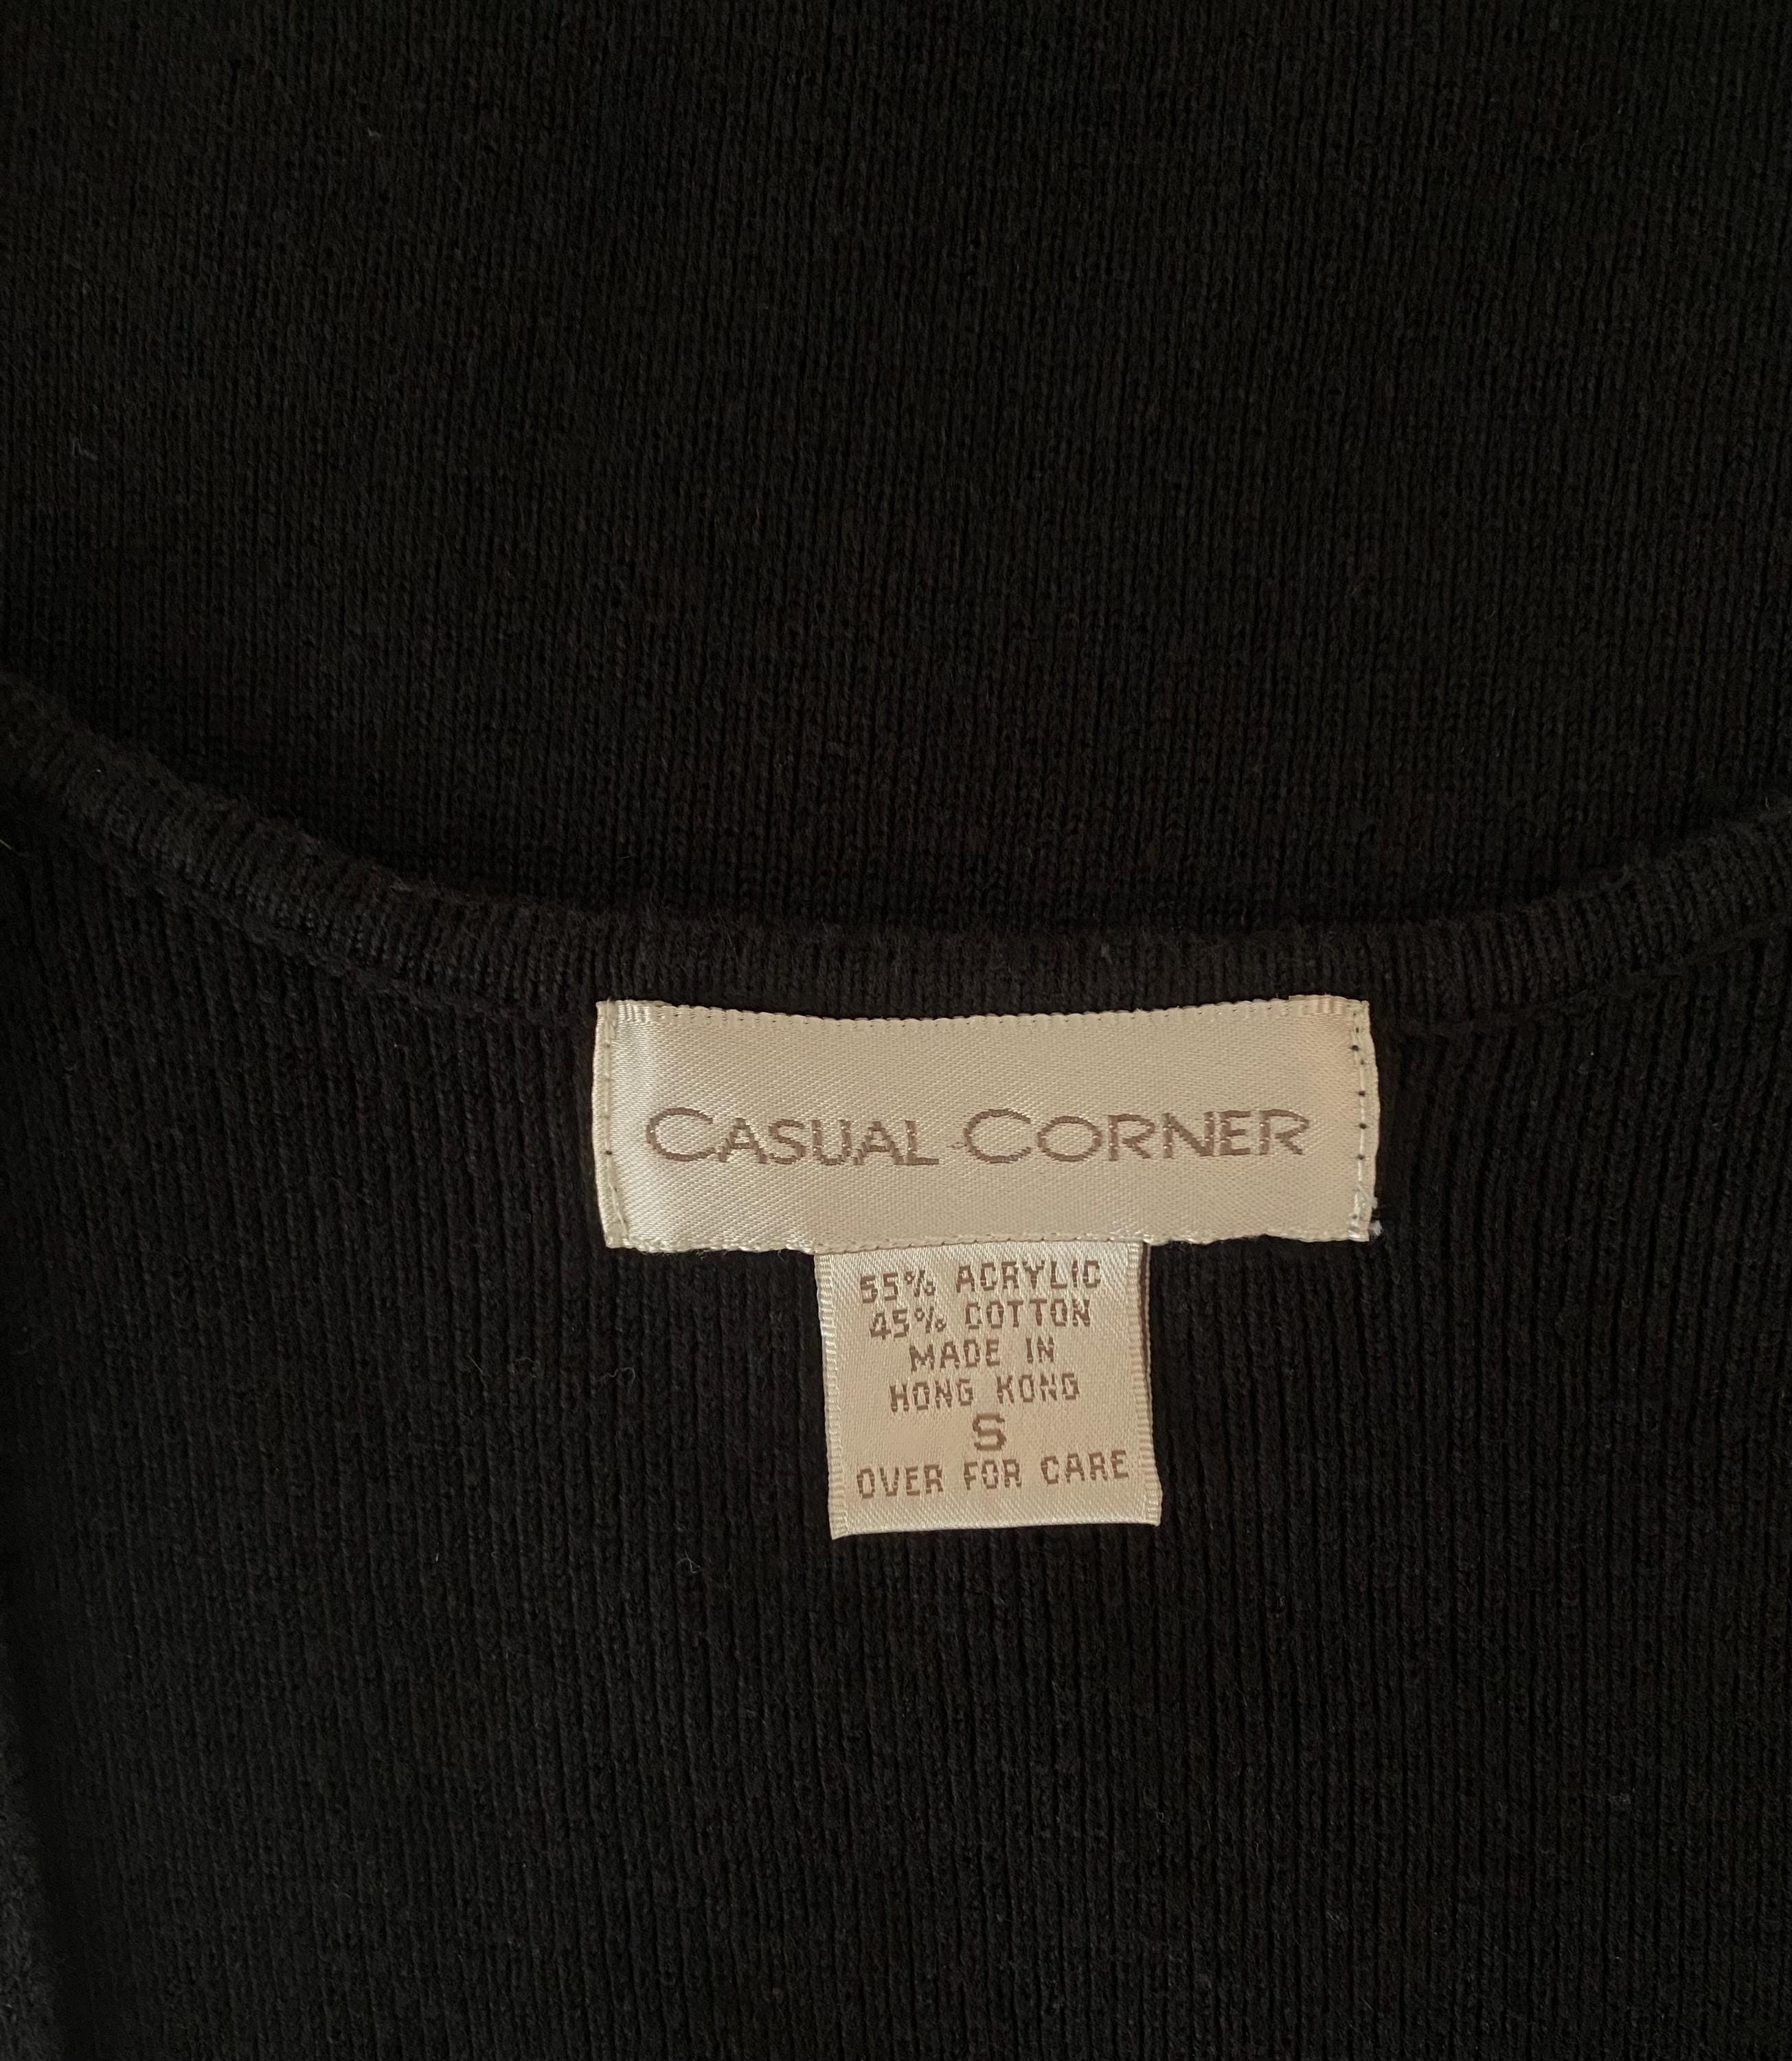 CASUAL CORNER
55% ACRYLIC
45% COTTON
MADE IN
HONG KONG
S
OVER FOR CARE